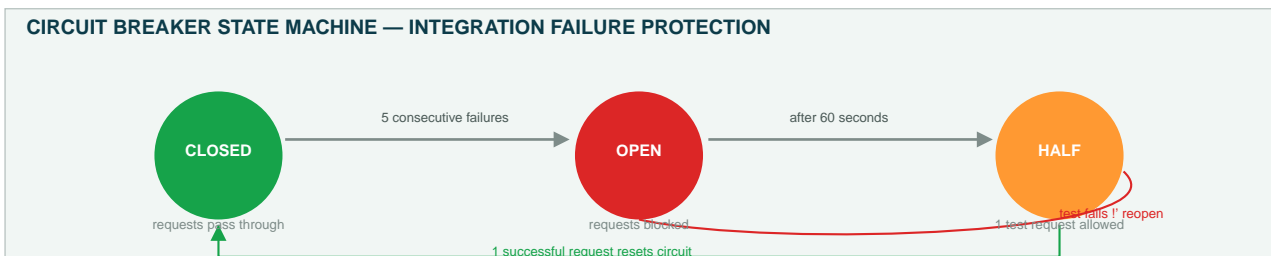 CIRCUIT BREAKER STATE MACHINE — INTEGRATION FAILURE PROTECTION
5 consecutive failures
after 60 seconds
CLOSED
OPEN
HALF
test fails !' reopen
requests pass through
requests blocked
1 test request allowed
1 successful request resets circuit